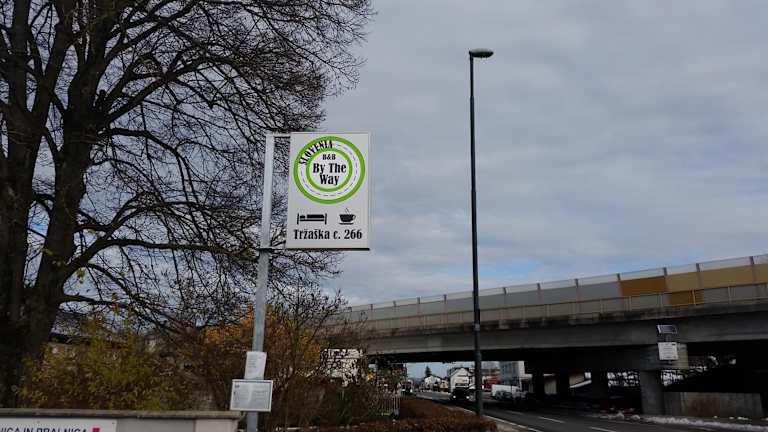 SLOVENIA
B&B
By The
Way
Tržaška c. 266